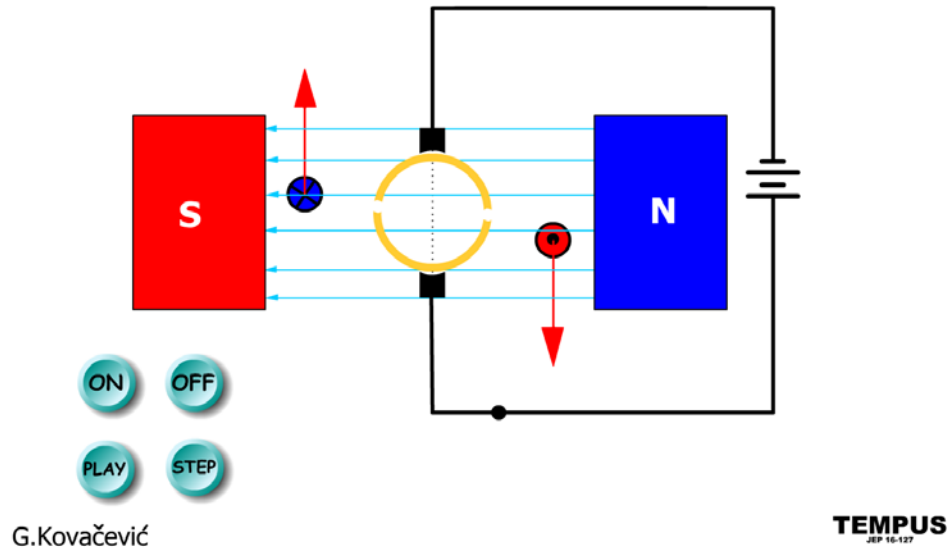 S
N
ON OFF
PLAY STEP
G.Kovačević
TEMPUS
JEP 16-127